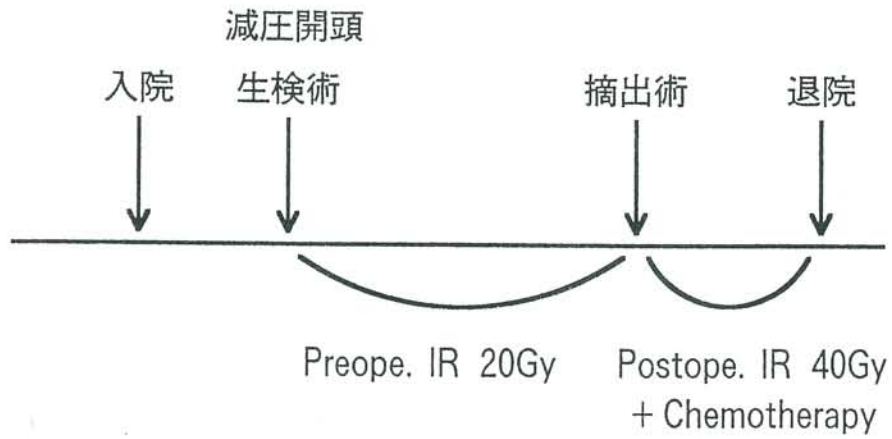 減圧開頭
入院
生検術
摘出術
退院
Preope. IR 20Gy
Postope. IR 40Gy
+ Chemotherapy